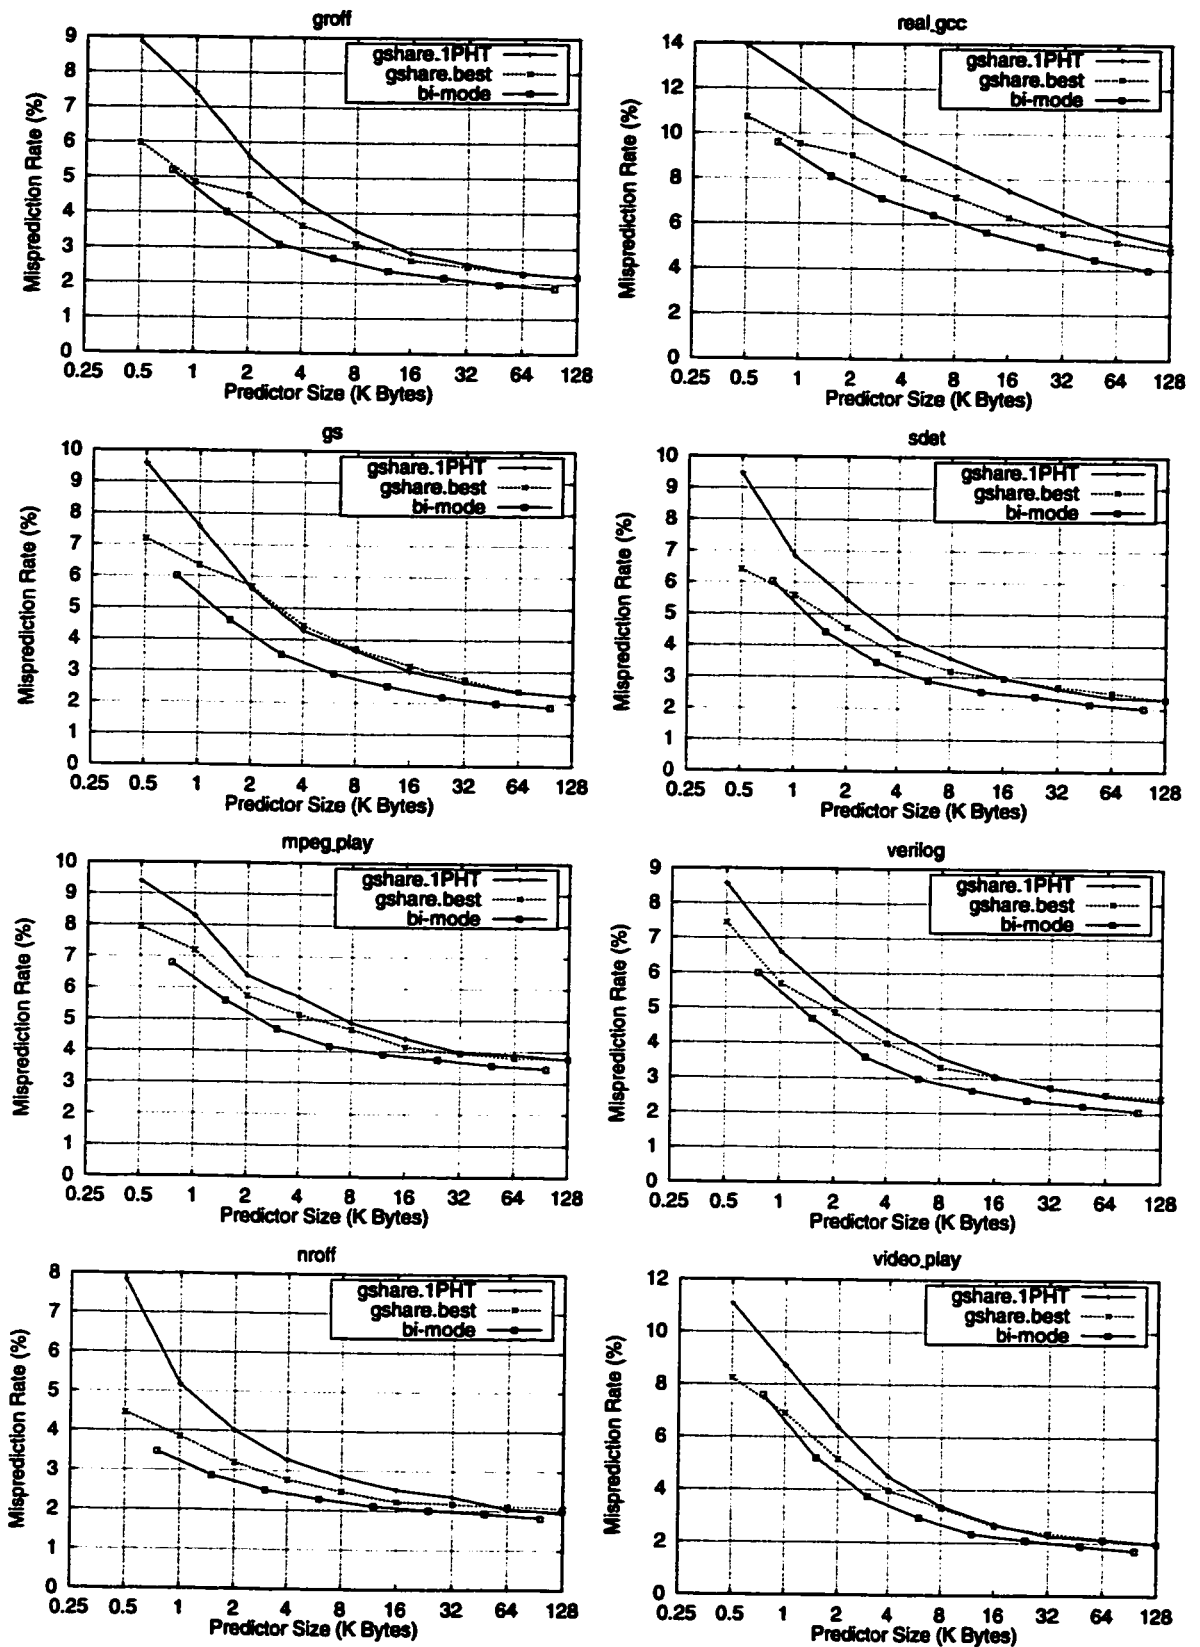 groff
9
8
7
6
5
4
3
2
1
0
Misprediction Rate (%)
gshare.1PHT
gshare.best
bi-mode
0.25 0.5 1 2 4 8 16 32 64 128
Predictor Size (K Bytes)
real_gcc
14
12
10
8
6
4
2
0
Misprediction Rate (%)
gshare.1PHT
gshare.best
bi-mode
0.25 0.5 1 2 4 8 16 32 64 128
Predictor Size (K Bytes)
gs
10
9
8
7
6
5
4
3
2
1
0
Misprediction Rate (%)
gshare.1PHT
gshare.best
bi-mode
0.25 0.5 1 2 4 8 16 32 64 128
Predictor Size (K Bytes)
sdet
10
9
8
7
6
5
4
3
2
1
0
Misprediction Rate (%)
gshare.1PHT
gshare.best
bi-mode
0.25 0.5 1 2 4 8 16 32 64 128
Predictor Size (K Bytes)
mpeg_play
10
9
8
7
6
5
4
3
2
1
0
Misprediction Rate (%)
gshare.1PHT
gshare.best
bi-mode
0.25 0.5 1 2 4 8 16 32 64 128
Predictor Size (K Bytes)
verilog
9
8
7
6
5
4
3
2
1
0
Misprediction Rate (%)
gshare.1PHT
gshare.best
bi-mode
0.25 0.5 1 2 4 8 16 32 64 128
Predictor Size (K Bytes)
nroff
8
7
6
5
4
3
2
1
0
Misprediction Rate (%)
gshare.1PHT
gshare.best
bi-mode
0.25 0.5 1 2 4 8 16 32 64 128
Predictor Size (K Bytes)
video_play
12
10
8
6
4
2
0
Misprediction Rate (%)
gshare.1PHT
gshare.best
bi-mode
0.25 0.5 1 2 4 8 16 32 64 128
Predictor Size (K Bytes)